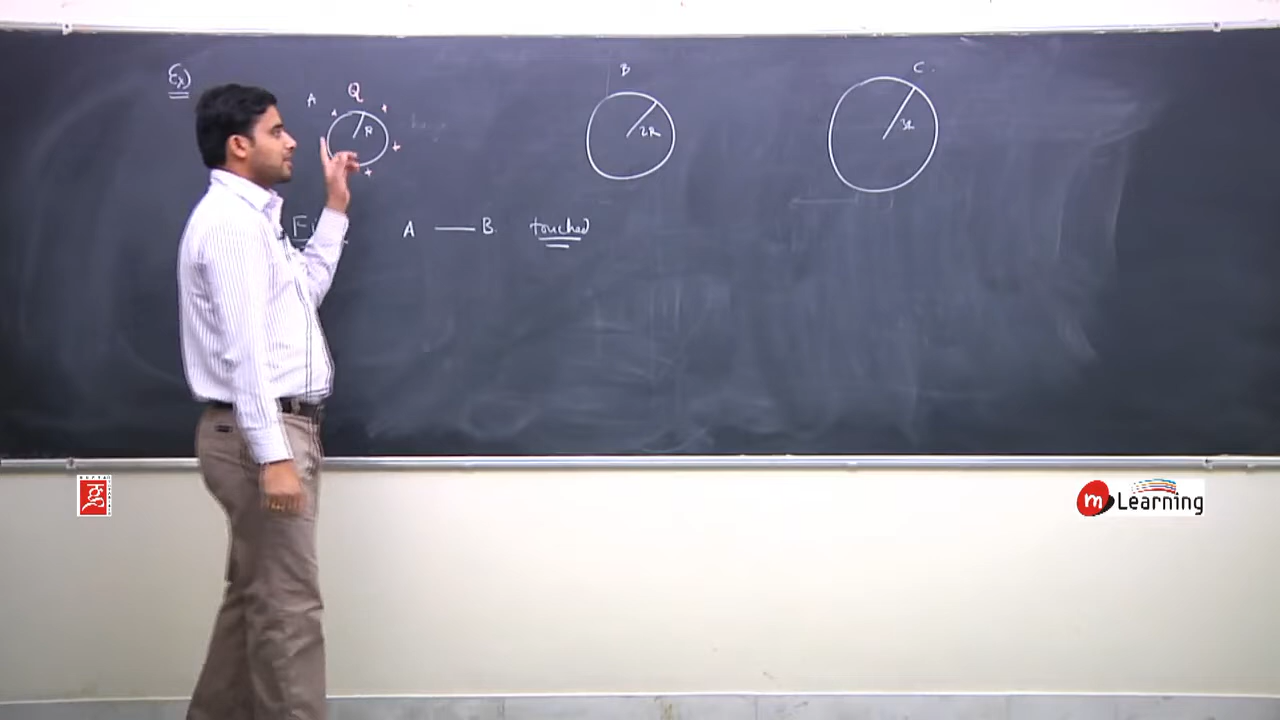 Ex)
A
Q
R
B
2R
C.
3R
A — B. touched
m Learning